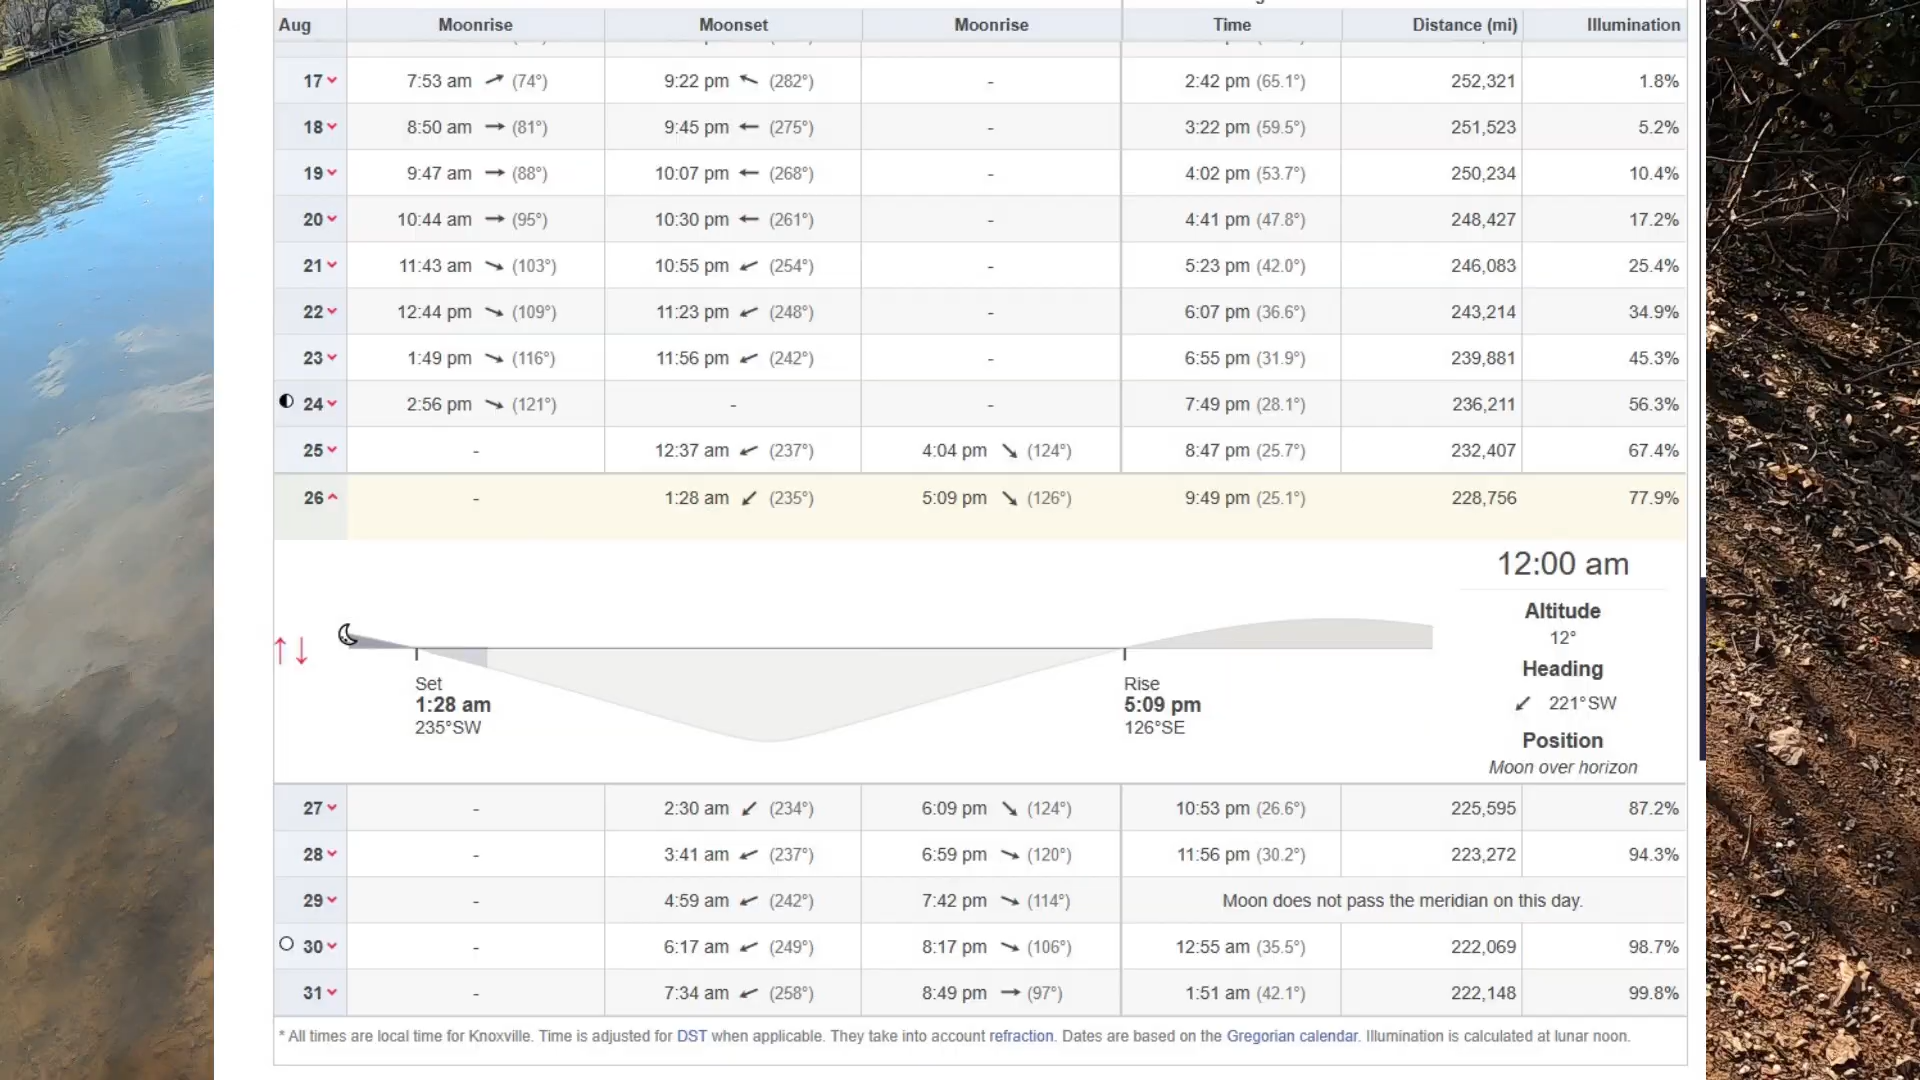 Aug Moonrise Moonset Moonrise Time Distance (mi) Illumination
17 7:53 am (74°) 9:22 pm (282°) - 2:42 pm (65.1°) 252,321 1.8%
18 8:50 am (81°) 9:45 pm (275°) - 3:22 pm (59.5°) 251,523 5.2%
19 9:47 am (88°) 10:07 pm (268°) - 4:02 pm (53.7°) 250,234 10.4%
20 10:44 am (95°) 10:30 pm (261°) - 4:41 pm (47.8°) 248,427 17.2%
21 11:43 am (103°) 10:55 pm (254°) - 5:23 pm (42.0°) 246,083 25.4%
22 12:44 pm (109°) 11:23 pm (248°) - 6:07 pm (36.6°) 243,214 34.9%
23 1:49 pm (116°) 11:56 pm (242°) - 6:55 pm (31.9°) 239,881 45.3%
24 2:56 pm (121°) - - 7:49 pm (28.1°) 236,211 56.3%
25 - 12:37 am (237°) 4:04 pm (124°) 8:47 pm (25.7°) 232,407 67.4%
26 - 1:28 am (235°) 5:09 pm (126°) 9:49 pm (25.1°) 228,756 77.9%
12:00 am
Altitude
12°
Heading
221°SW
Position
Moon over horizon
Set
1:28 am
235°SW
Rise
5:09 pm
126°SE
27 - 2:30 am (234°) 6:09 pm (124°) 10:53 pm (26.6°) 225,595 87.2%
28 - 3:41 am (237°) 6:59 pm (120°) 11:56 pm (30.2°) 223,272 94.3%
29 - 4:59 am (242°) 7:42 pm (114°) Moon does not pass the meridian on this day.
30 - 6:17 am (249°) 8:17 pm (106°) 12:55 am (35.5°) 222,069 98.7%
31 - 7:34 am (258°) 8:49 pm (97°) 1:51 am (42.1°) 222,148 99.8%
* All times are local time for Knoxville. Time is adjusted for DST when applicable. They take into account refraction. Dates are based on the Gregorian calendar. Illumination is calculated at lunar noon.